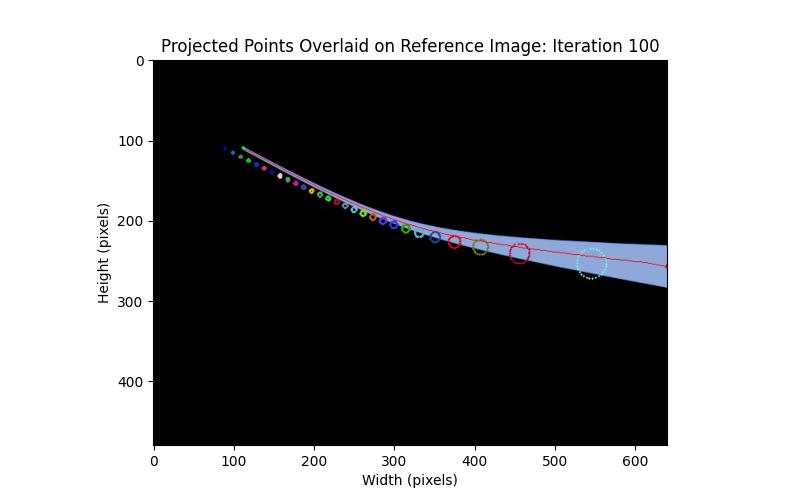 Projected Points Overlaid on Reference Image: Iteration 100
0
100
200
300
400
Height (pixels)
0 100 200 300 400 500 600
Width (pixels)